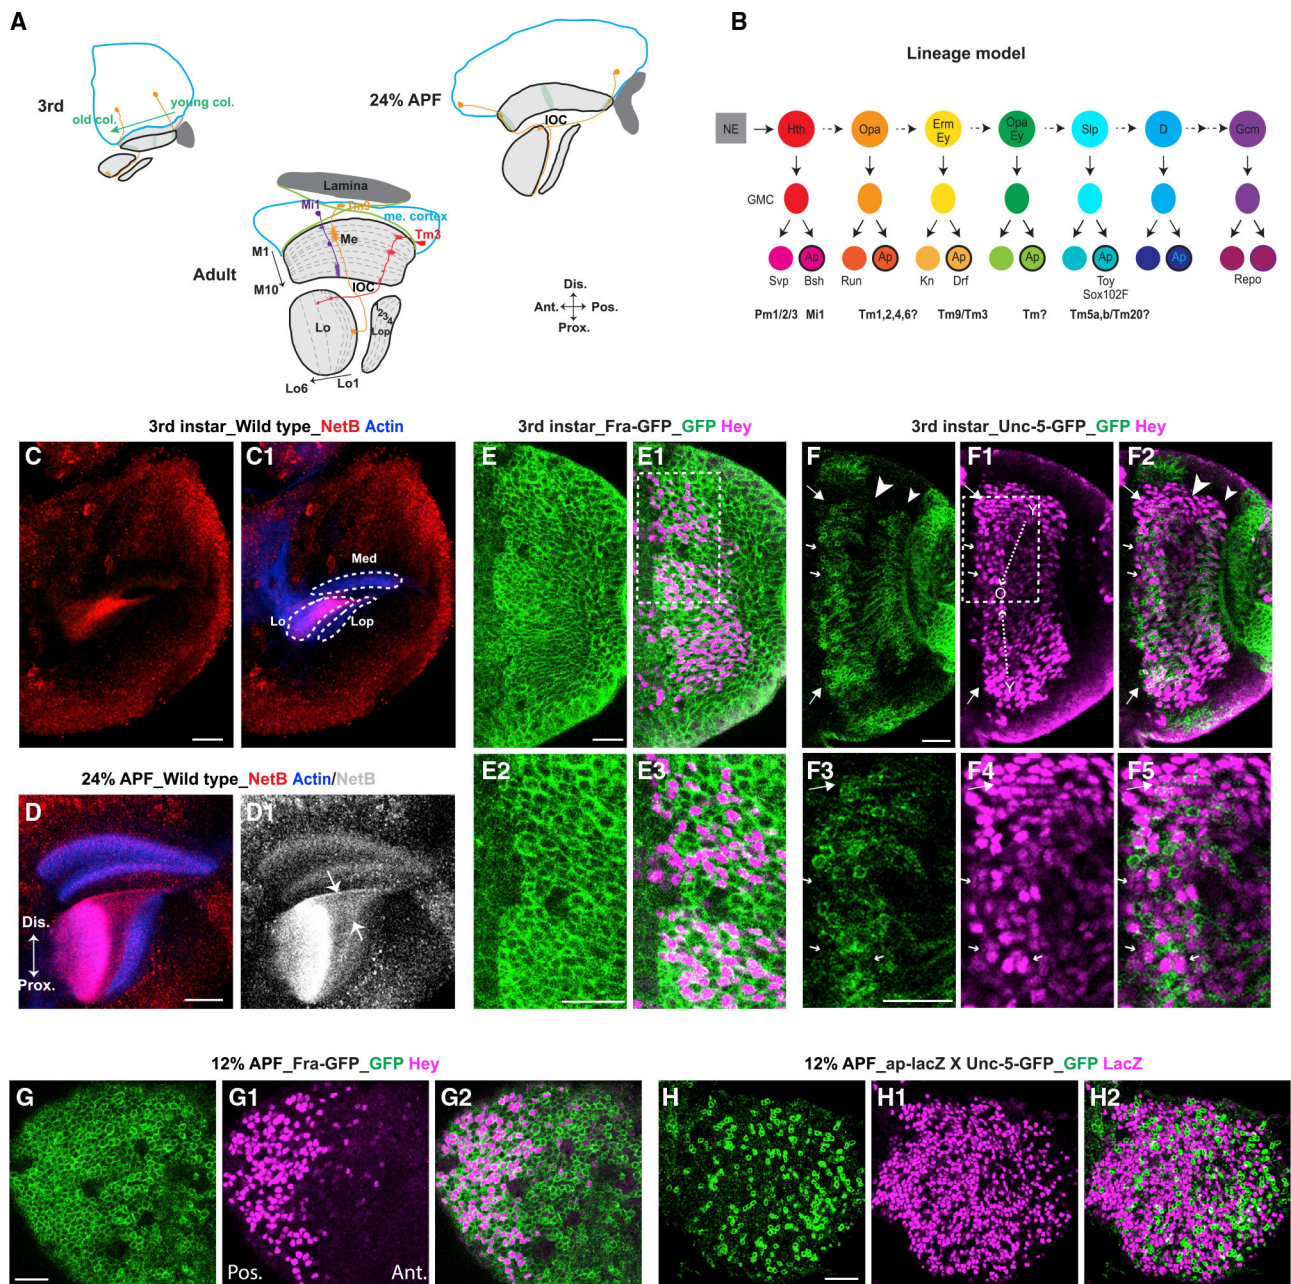 A
3rd
old col.
young col.
24% APF
IOC
Lamina
Mi1
Tm9
me. cortex
Me
Tm3
M1
M10
Adult
IOC
Lo
1234
Lop
Lo6
Lo1
Dis.
Ant.
Pos.
Prox.
B
Lineage model
NE
Hth
Opa
Erm
Ey
Opa
Ey
Slp
D
Gcm
GMC
Ap
Ap
Ap
Ap
Ap
Ap
Svp
Bsh
Run
Kn
Drf
Toy
Sox102F
Repo
Pm1/2/3
Mi1
Tm1,2,4,6?
Tm9/Tm3
Tm?
Tm5a,b/Tm20?
3rd instar_Wild type_NetB Actin
C
C1
Med
Lo
Lop
24% APF_Wild type_NetB Actin/NetB
D
D1
Dis.
Prox.
3rd instar_Fra-GFP_GFP Hey
E
E1
E2
E3
3rd instar_Unc-5-GFP_GFP Hey
F
F1
Y
O
Y
F2
F3
F4
F5
12% APF_Fra-GFP_GFP Hey
G
G1
Pos.
Ant.
G2
12% APF_ap-lacZ X Unc-5-GFP_GFP LacZ
H
H1
H2